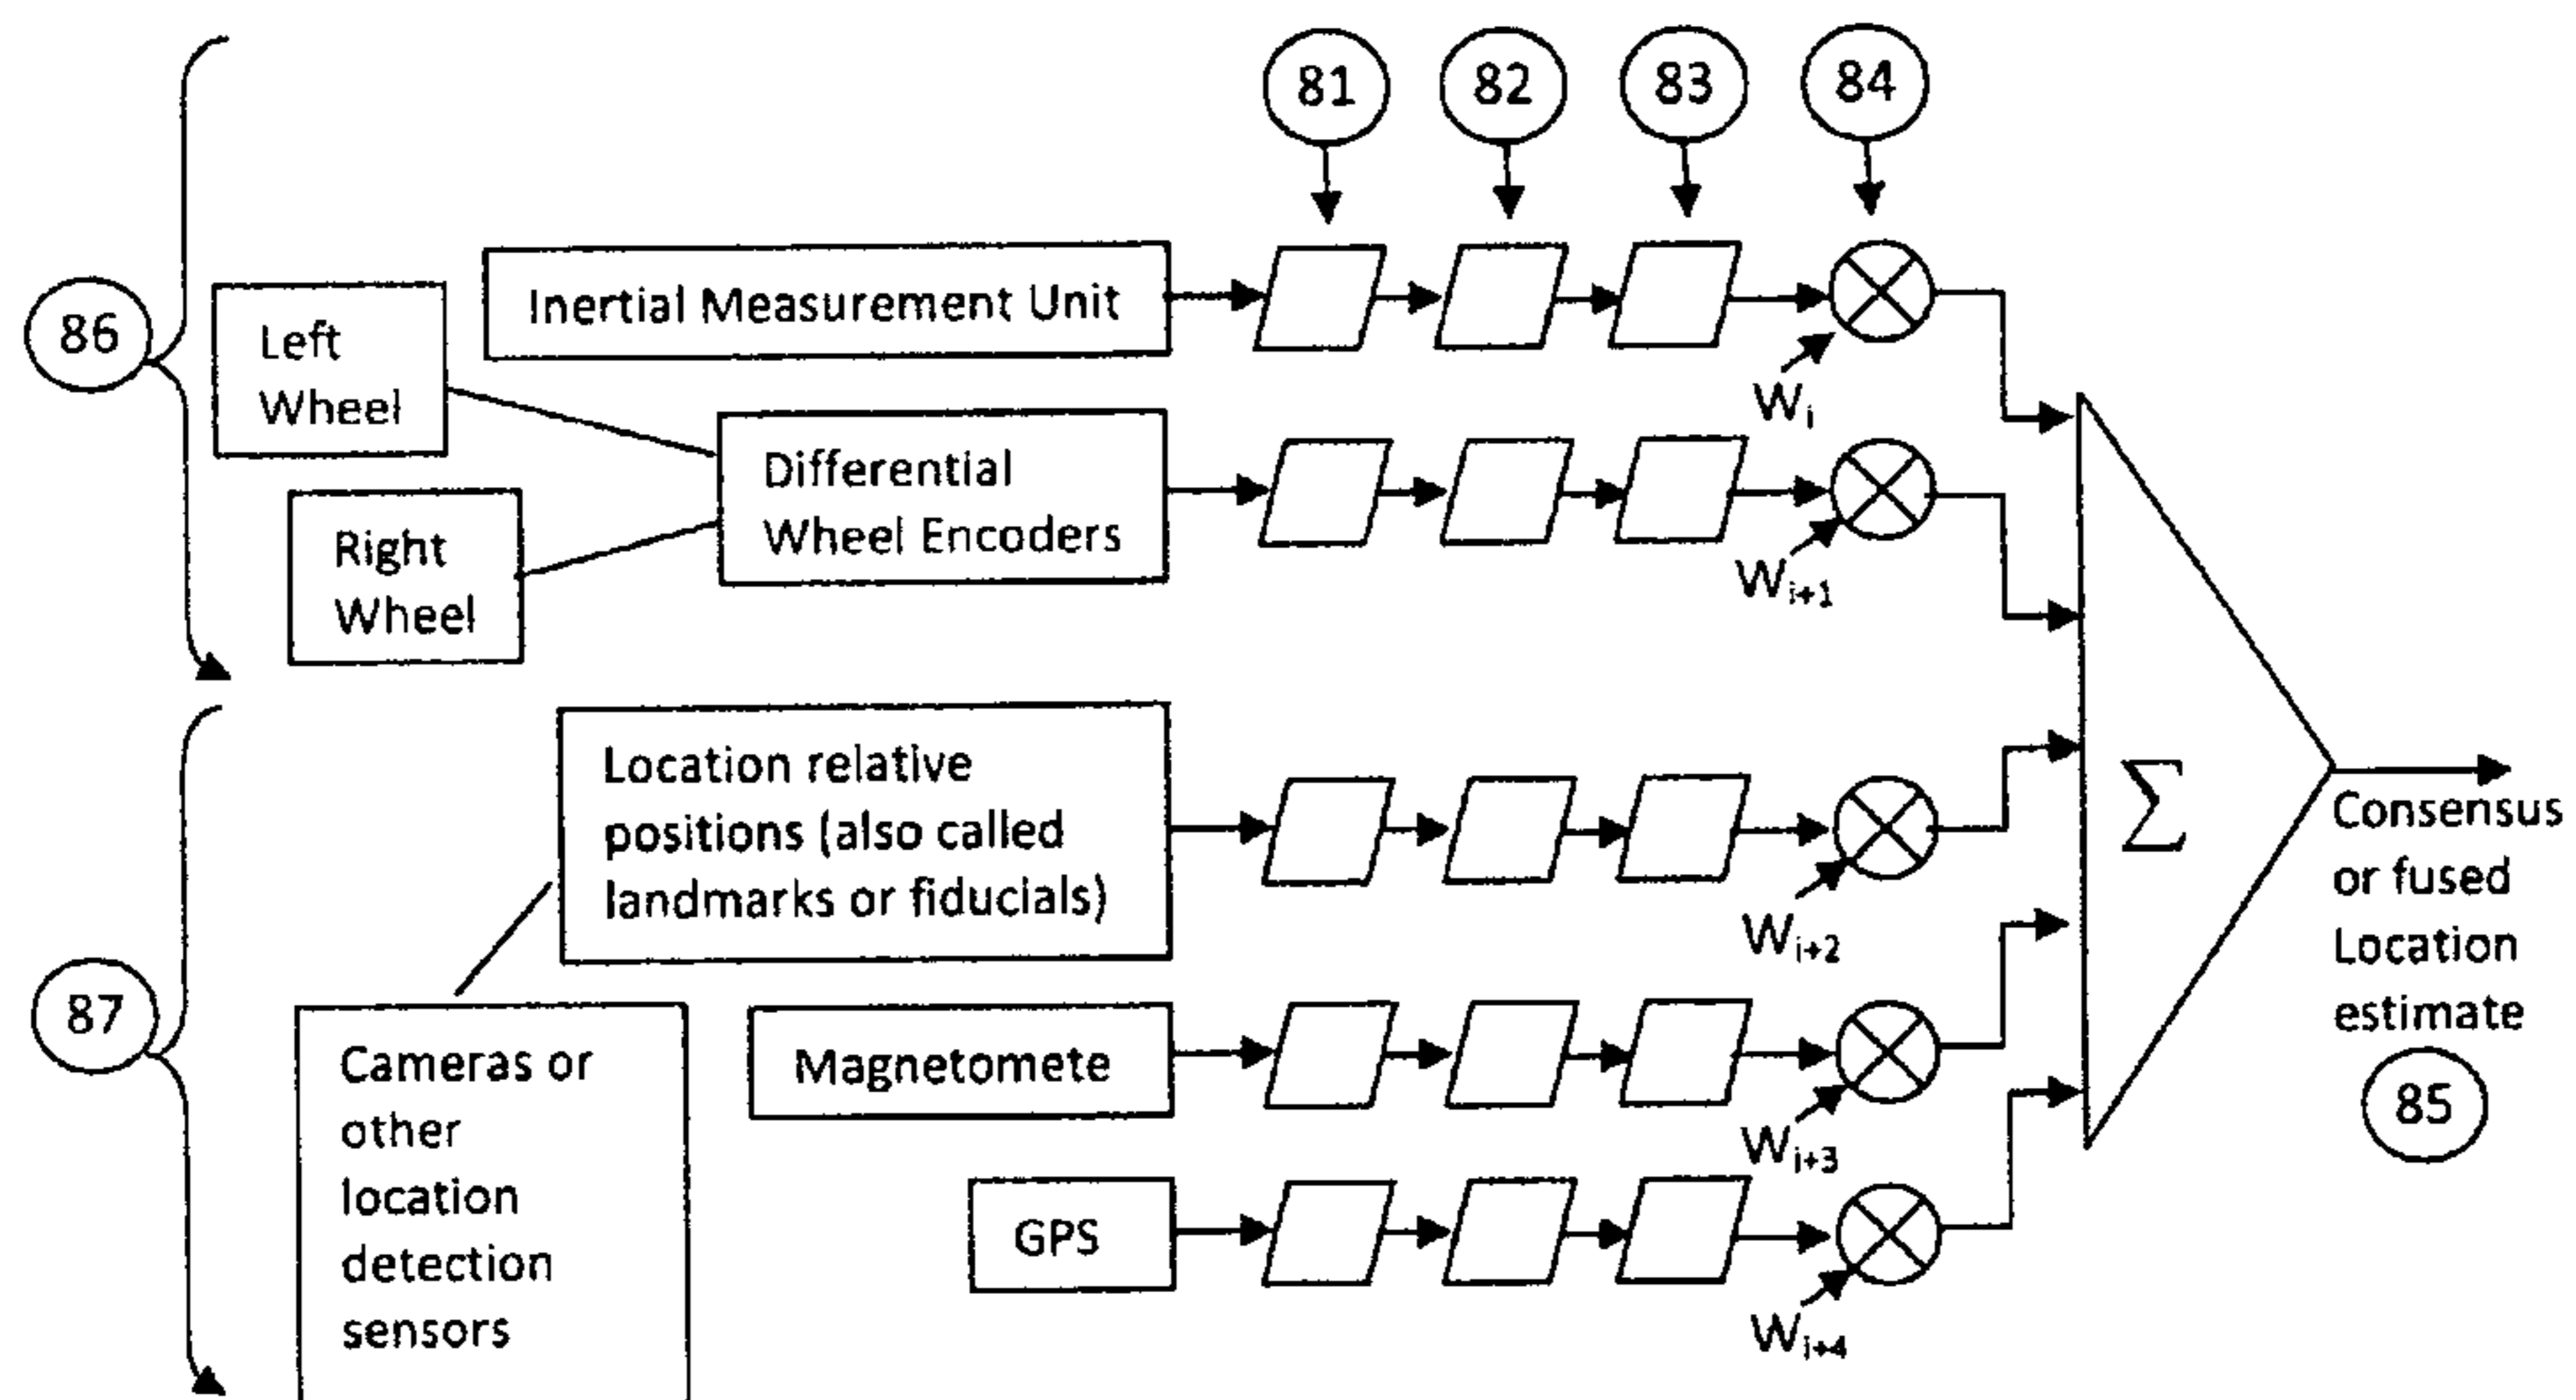 81
82
83
84
86
Left
Wheel
Inertial Measurement Unit
Wi
Right
Wheel
Differential
Wheel Encoders
Wi+1
87
Location relative
positions (also called
landmarks or fiducials)
Wi+2
Cameras or
other
location
detection
sensors
Magnetomete
Wi+3
GPS
Wi+4
Σ
Consensus
or fused
Location
estimate
85